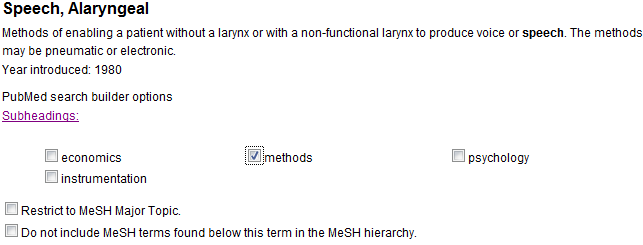 Speech, Alaryngeal
Methods of enabling a patient without a larynx or with a non-functional larynx to produce voice or speech. The methods
may be pneumatic or electronic.
Year introduced: 1980
PubMed search builder options
Subheadings:
economics methods psychology
instrumentation
Restrict to MeSH Major Topic.
Do not include MeSH terms found below this term in the MeSH hierarchy.